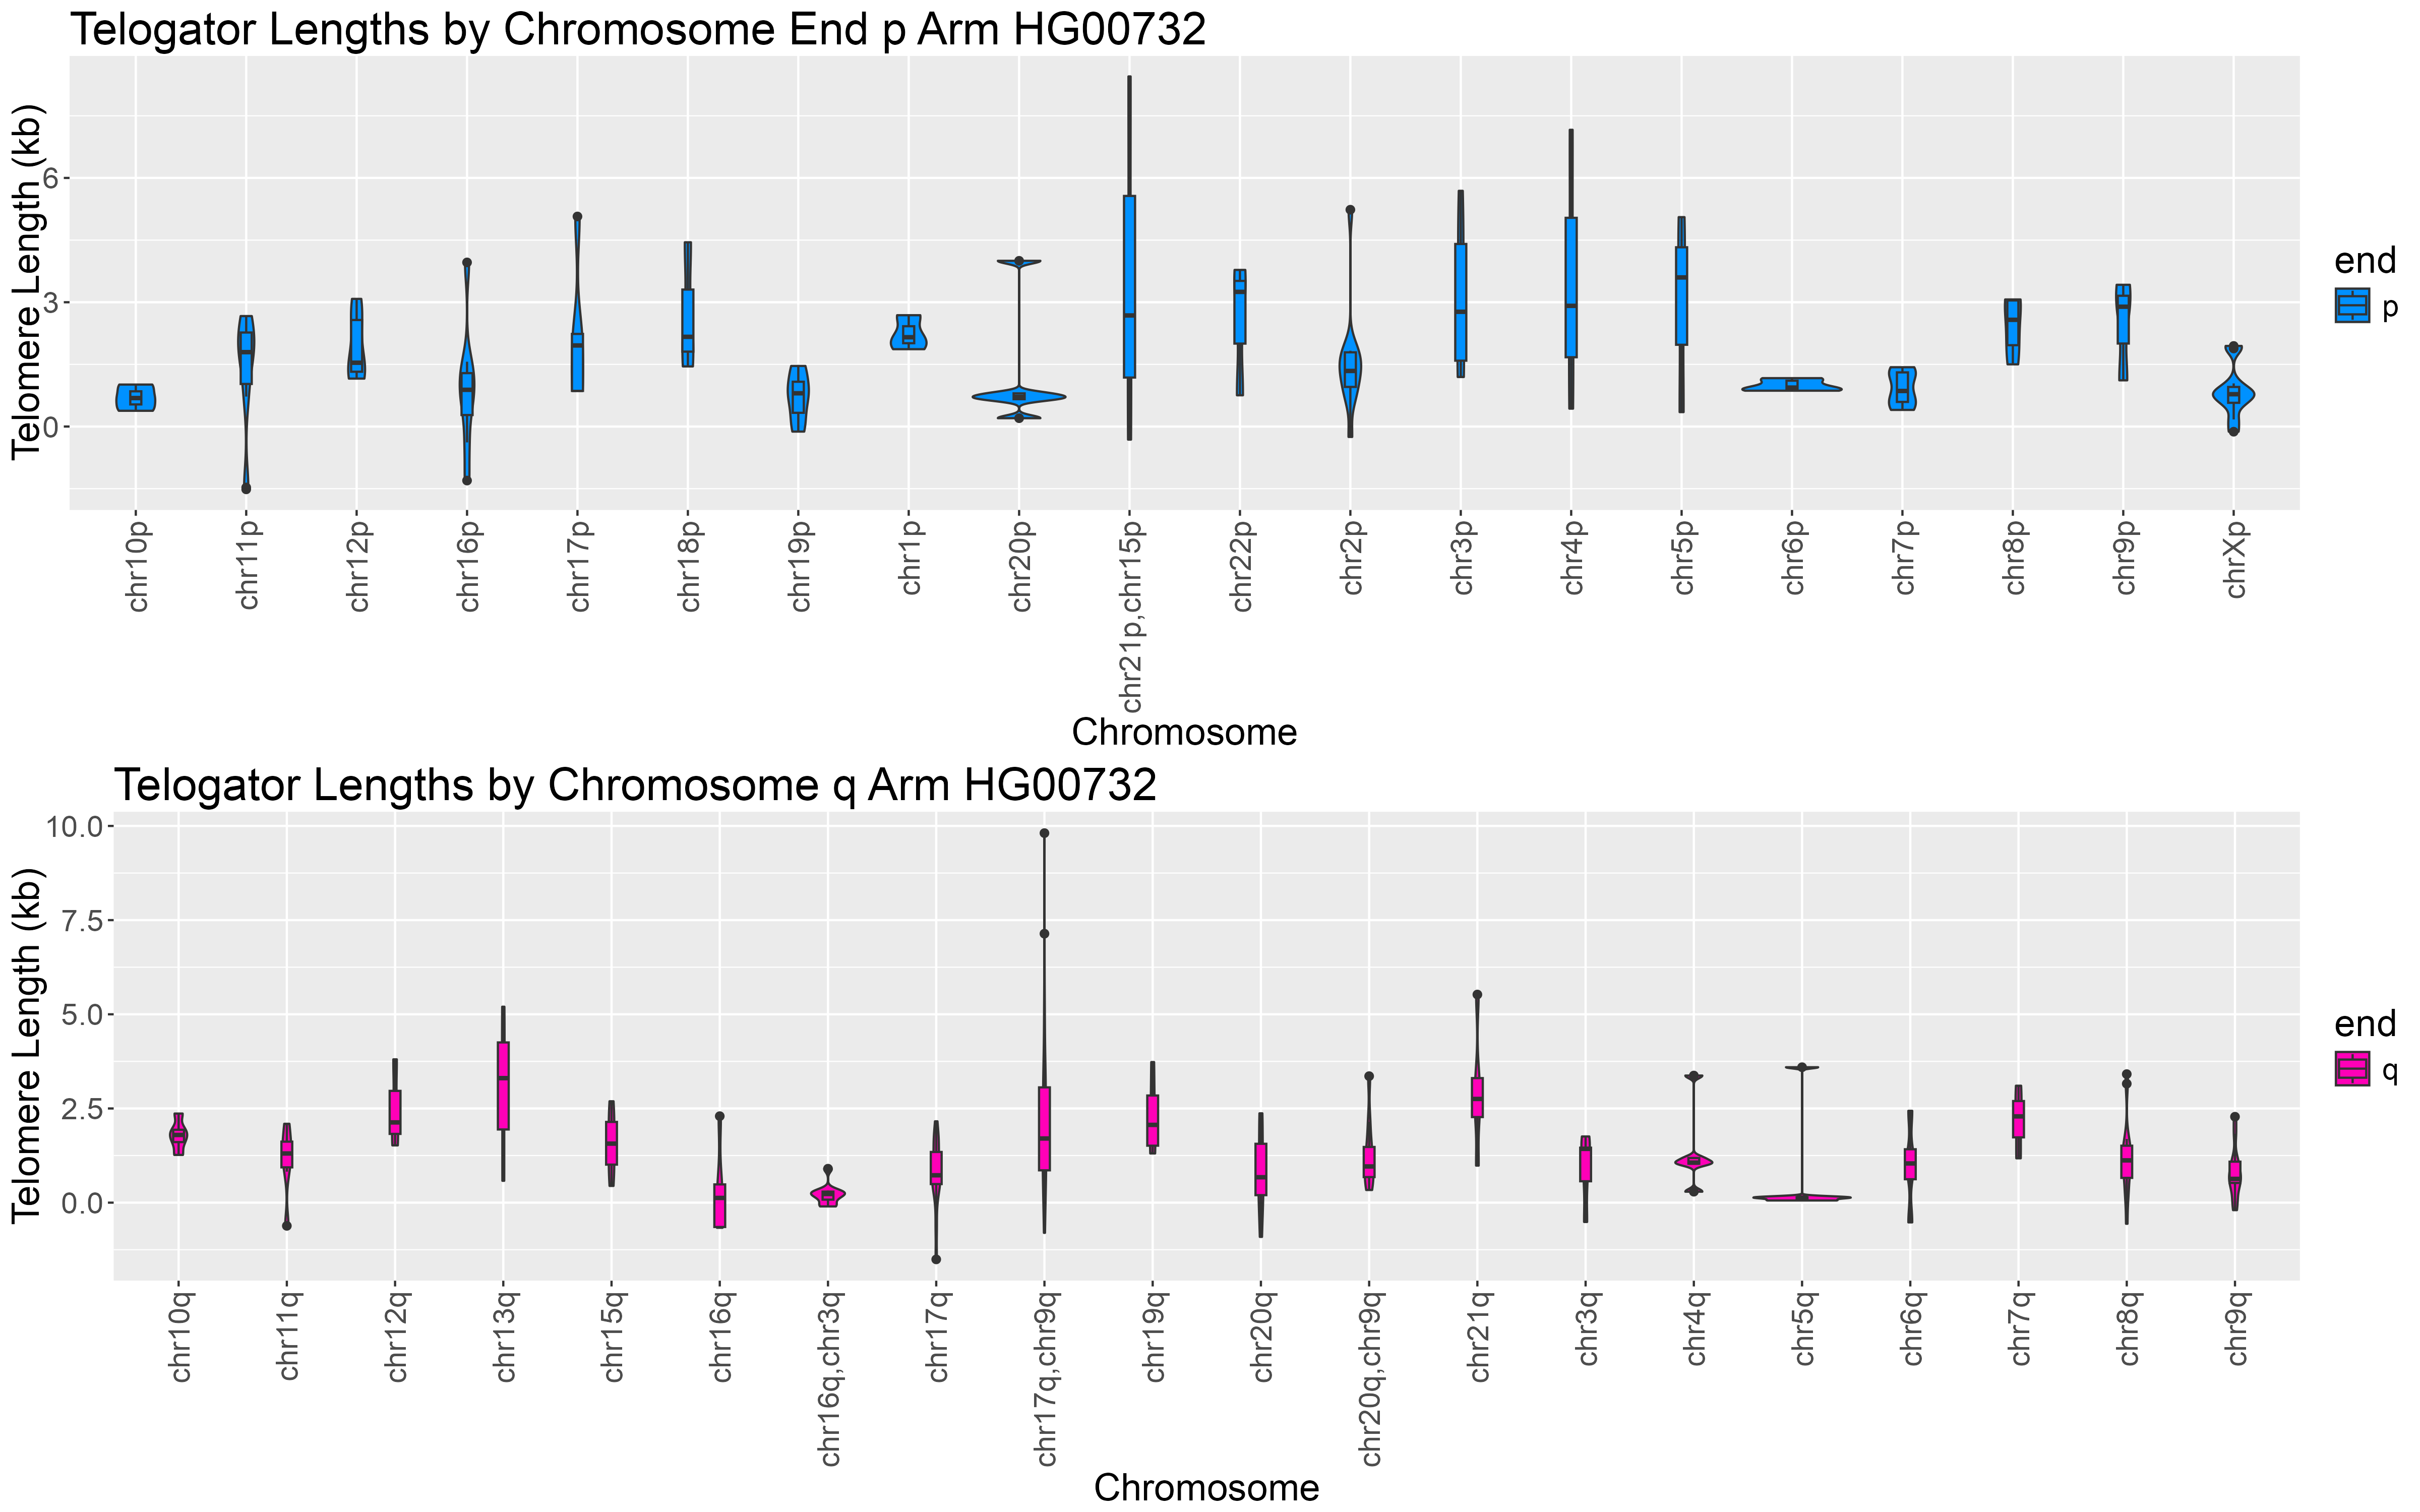 Telogator Lengths by Chromosome End p Arm HG00732
Telomere Length (kb)
6
3
0
chr10p
chr11p
chr12p
chr16p
chr17p
chr18p
chr19p
chr1p
chr20p
chr21p,chr15p
chr22p
chr2p
chr3p
chr4p
chr5p
chr6p
chr7p
chr8p
chr9p
chrXp
Chromosome
end
p
Telogator Lengths by Chromosome q Arm HG00732
Telomere Length (kb)
10.0
7.5
5.0
2.5
0.0
chr10q
chr11q
chr12q
chr13q
chr15q
chr16q
chr16q,chr3q
chr17q
chr17q,chr9q
chr19q
chr20q
chr20q,chr9q
chr21q
chr3q
chr4q
chr5q
chr6q
chr7q
chr8q
chr9q
Chromosome
end
q